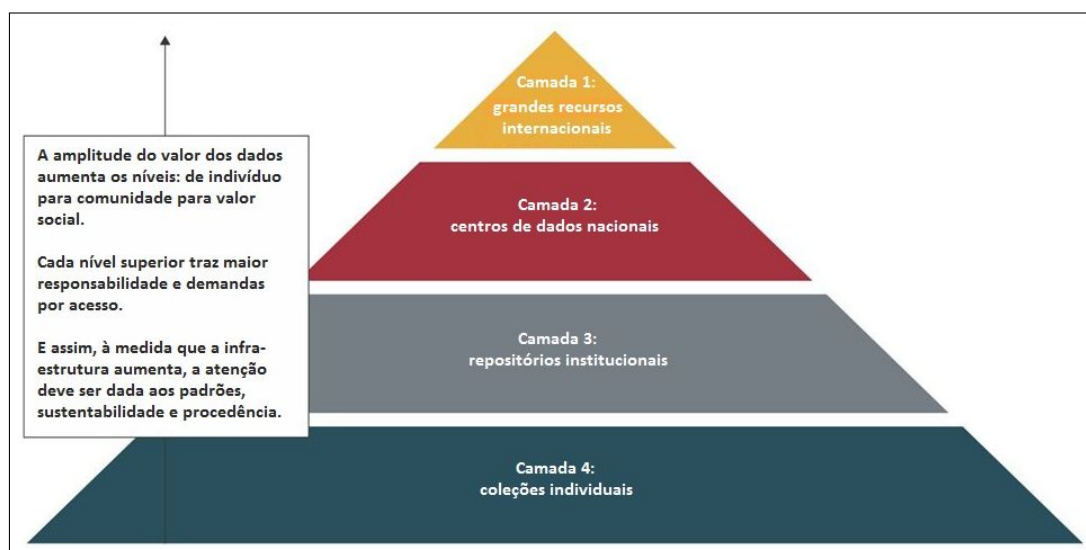 Camada 1:
grandes recursos
internacionais
A amplitude do valor dos dados
aumenta os níveis: de indivíduo
para comunidade para valor
social.
Cada nível superior traz maior
responsabilidade e demandas
por acesso.
E assim, à medida que a infra-
estrutura aumenta, a atenção
deve ser dada aos padrões,
sustentabilidade e procedência.
Camada 2:
centros de dados nacionais
Camada 3:
repositórios institucionais
Camada 4:
coleções individuais